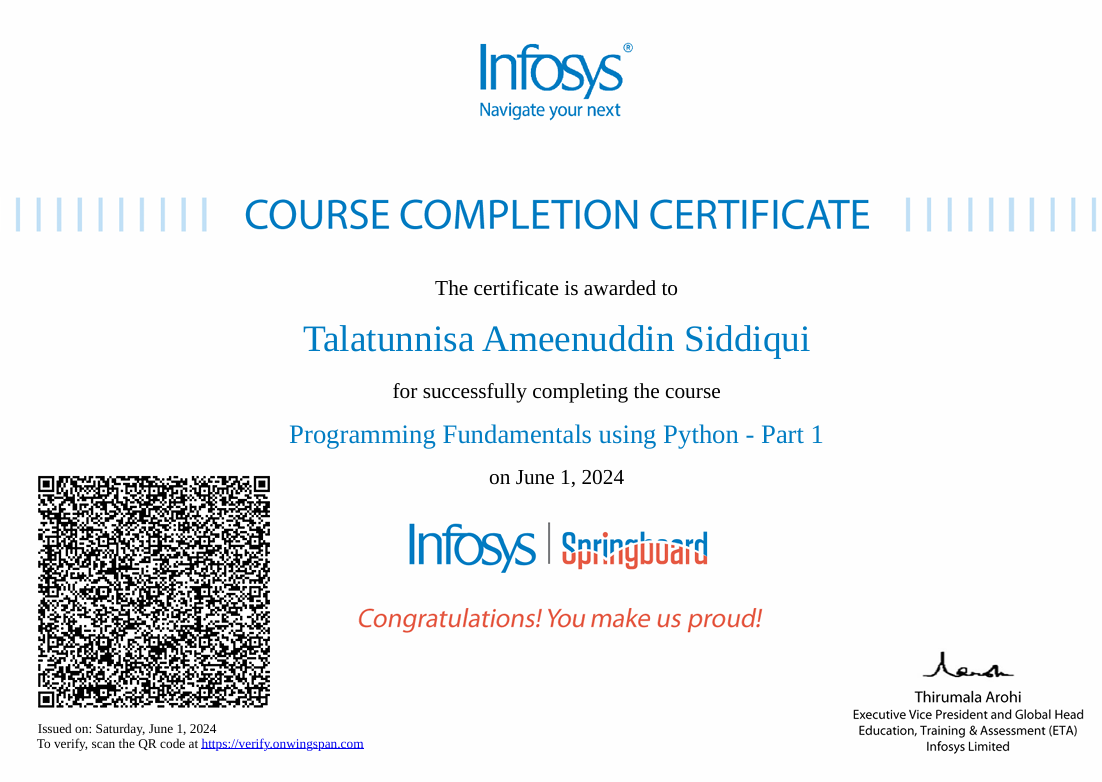 Infosys®
Navigate your next
COURSE COMPLETION CERTIFICATE
The certificate is awarded to
Talatunnisa Ameenuddin Siddiqui
for successfully completing the course
Programming Fundamentals using Python - Part 1
on June 1, 2024
Infosys | Springboard
Congratulations! You make us proud!
Thirumala Arohi
Executive Vice President and Global Head
Education, Training & Assessment (ETA)
Infosys Limited
Issued on: Saturday, June 1, 2024
To verify, scan the QR code at https://verify.onwingspan.com